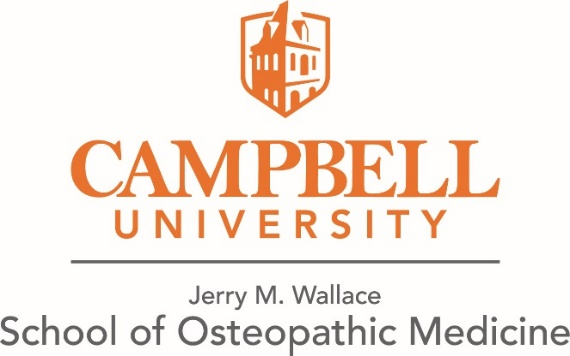 CAMPBELL
UNIVERSITY
Jerry M. Wallace
School of Osteopathic Medicine